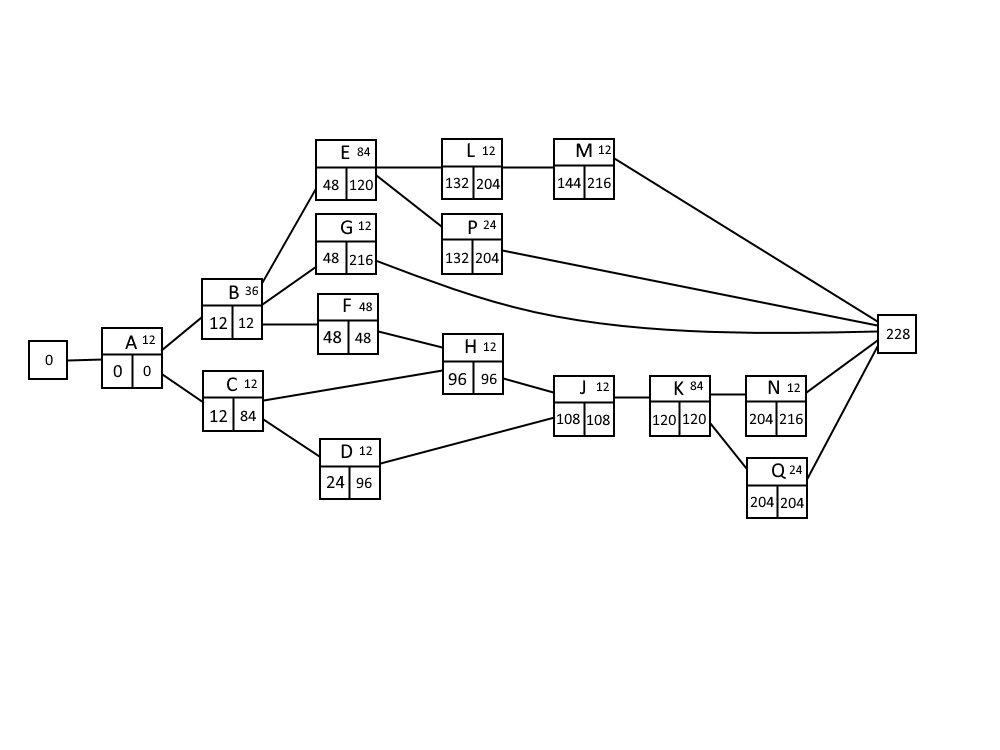 E 84
48 120
L 12
132 204
M 12
144 216
G 12
48 216
P 24
132 204
B 36
12 12
F 48
48 48
A 12
0 0
0
228
H 12
96 96
C 12
12 84
J 12
108 108
K 84
120 120
N 12
204 216
D 12
24 96
Q 24
204 204